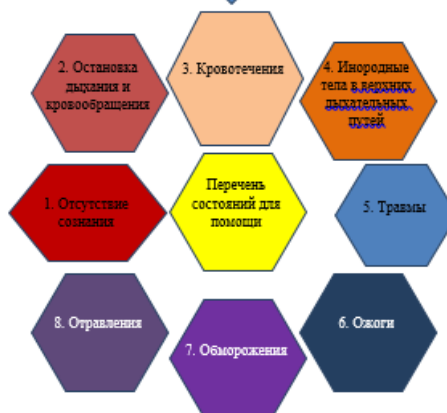 2. Остановка
дыхания и
кровообращения
3. Кровотечения
4. Инородные
тела в верхних
дыхательных
путей
1. Отсутствие
сознания
Перечень
состояний для
помощи
5. Травмы
8. Отравления
7. Обморожения
6. Ожоги